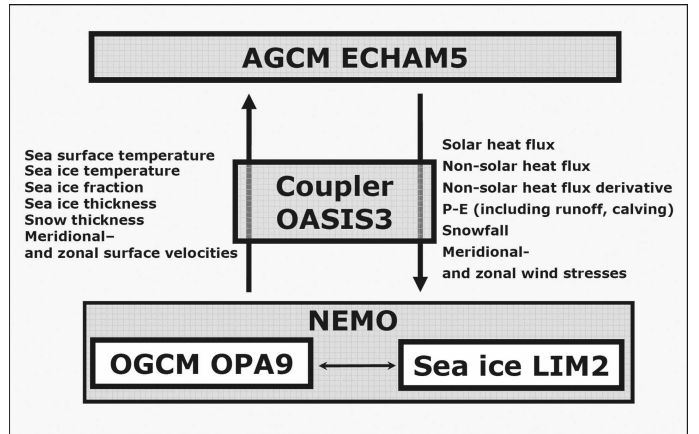 AGCM ECHAM5
Sea surface temperature
Sea ice temperature
Sea ice fraction
Sea ice thickness
Snow thickness
Meridional–
and zonal surface velocities
Coupler
OASIS3
Solar heat flux
Non-solar heat flux
Non-solar heat flux derivative
P-E (including runoff, calving)
Snowfall
Meridional-
and zonal wind stresses
NEMO
OGCM OPA9
Sea ice LIM2